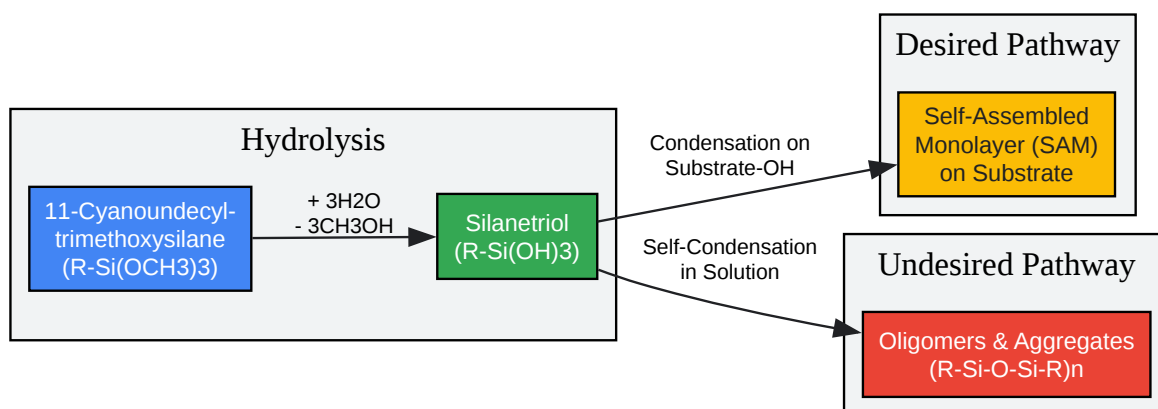 Hydrolysis
11-Cyanoundecyl-
trimethoxysilane
(R-Si(OCH3)3)
+ 3H2O
- 3CH3OH
Silanetriol
(R-Si(OH)3)
Condensation on
Substrate-OH
Desired Pathway
Self-Assembled
Monolayer (SAM)
on Substrate
Self-Condensation
in Solution
Undesired Pathway
Oligomers & Aggregates
(R-Si-O-Si-R)n